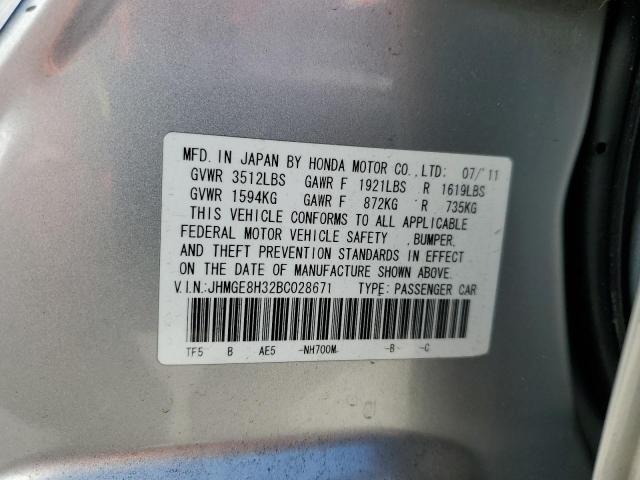 MFD. IN JAPAN BY HONDA MOTOR CO., LTD: 07/'11
GVWR 3512LBS GAWR F 1921LBS R 1619LBS
GVWR 1594KG GAWR F 872KG R 735KG
THIS VEHICLE CONFORMS TO ALL APPLICABLE
FEDERAL MOTOR VEHICLE SAFETY ,BUMPER,
AND THEFT PREVENTION STANDARDS IN EFFECT
ON THE DATE OF MANUFACTURE SHOWN ABOVE.
V.I.N.:JHMGE8H32BC028671 TYPE: PASSENGER CAR
TF5 B AE5 -NH700M -B -C